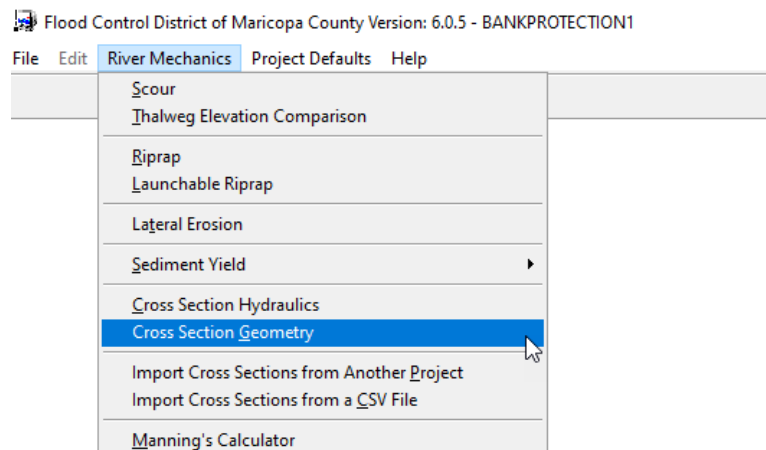 Flood Control District of Maricopa County Version: 6.0.5 - BANKPROTECTION1
File Edit River Mechanics Project Defaults Help
Scour
Thalweg Elevation Comparison
Riprap
Launchable Riprap
Lateral Erosion
Sediment Yield
Cross Section Hydraulics
Cross Section Geometry
Import Cross Sections from Another Project
Import Cross Sections from a CSV File
Manning's Calculator